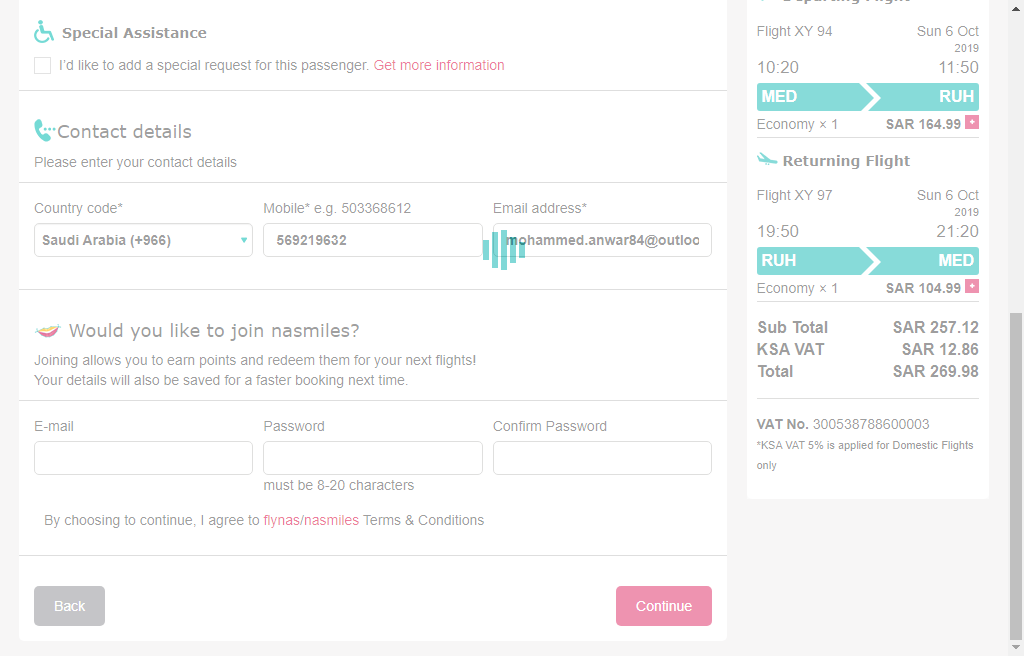 Special Assistance
I'd like to add a special request for this passenger. Get more information
Contact details
Please enter your contact details
Country code*
Mobile* e.g. 503368612
Email address*
Saudi Arabia (+966)
569219632
mohammed.anwar84@outloo
Would you like to join nasmiles?
Joining allows you to earn points and redeem them for your next flights!
Your details will also be saved for a faster booking next time.
E-mail
Password
Confirm Password
must be 8-20 characters
By choosing to continue, I agree to flynas/nasmiles Terms & Conditions
Back
Continue
Departing Flight
Flight XY 94
Sun 6 Oct
2019
10:20
11:50
MED
RUH
Economy × 1
SAR 164.99 +
Returning Flight
Flight XY 97
Sun 6 Oct
2019
19:50
21:20
RUH
MED
Economy × 1
SAR 104.99 +
Sub Total SAR 257.12
KSA VAT SAR 12.86
Total SAR 269.98
VAT No. 300538788600003
*KSA VAT 5% is applied for Domestic Flights
only